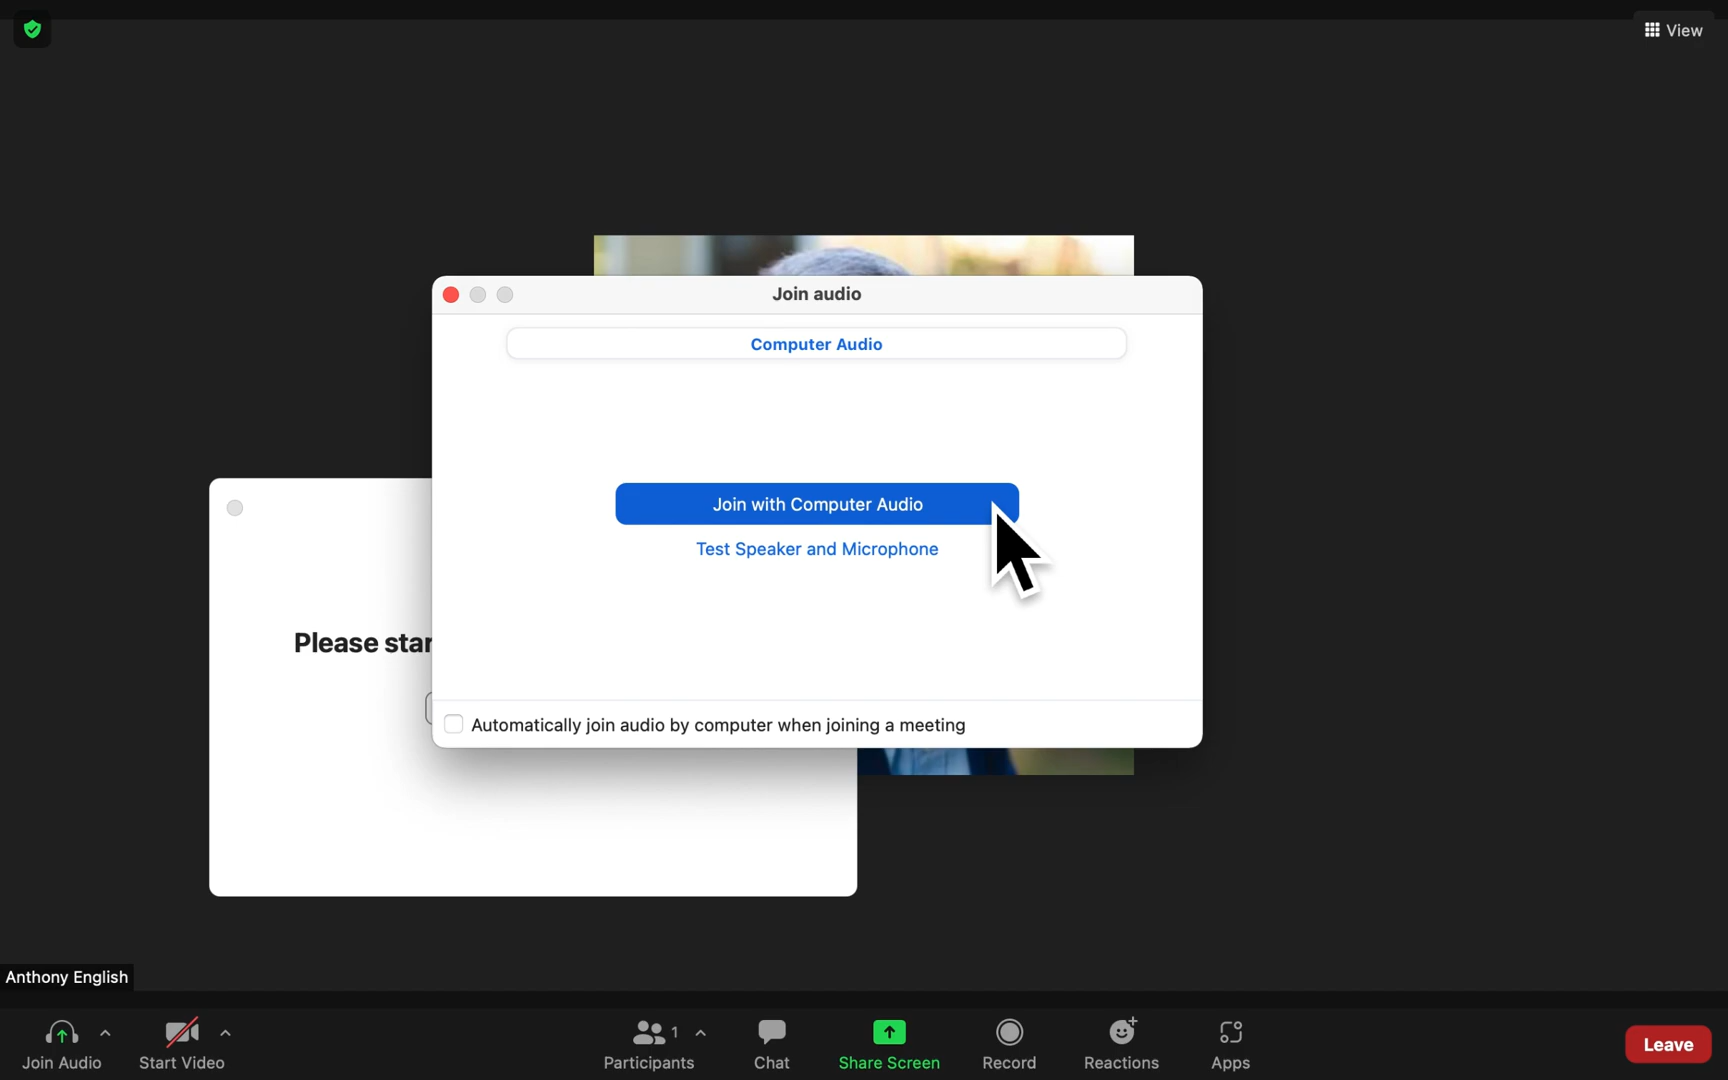 View
Join audio
Computer Audio
Join with Computer Audio
Test Speaker and Microphone
Please star
Automatically join audio by computer when joining a meeting
Anthony English
1
Join Audio
Start Video
Participants
Chat
Share Screen
Record
Reactions
Apps
Leave